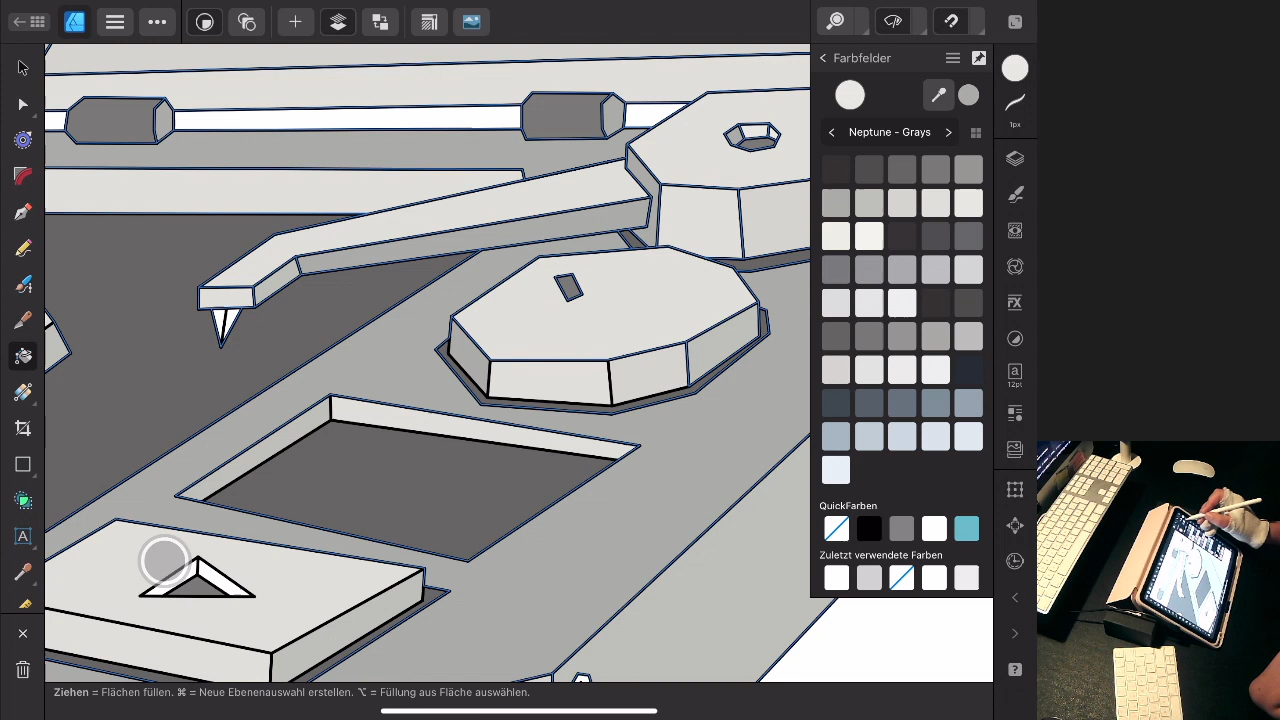 Farbfelder
1px
Neptune - Grays
FX
a
12pt
QuickFarben
A
Zuletzt verwendete Farben
?
Ziehen = Flächen füllen. ⌘ = Neue Ebenenauswahl erstellen. ⌥ = Füllung aus Fläche auswählen.